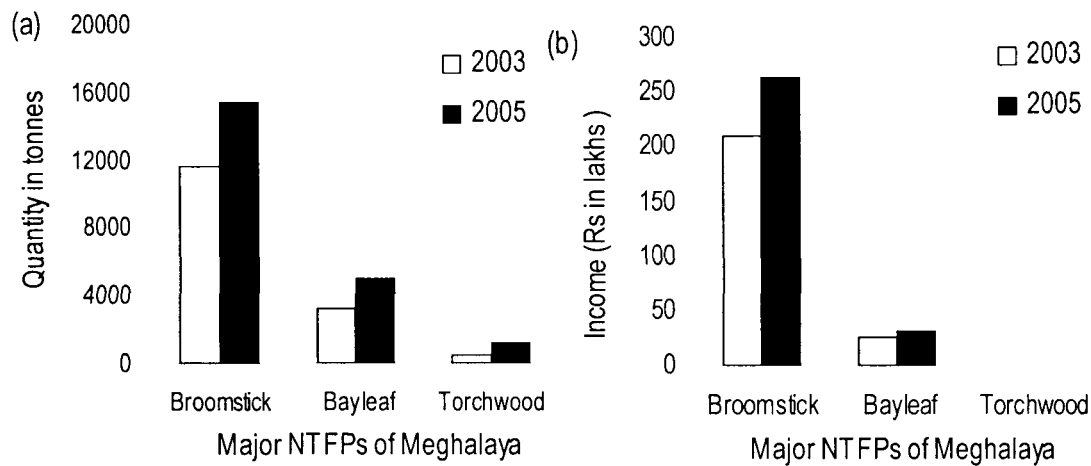 (a)
Quantity in tonnes
20000
16000
12000
8000
4000
0
2003
2005
Broomstick Bayleaf Torchwood
Major NTFPs of Meghalaya
(b)
Income (Rs in lakhs )
300
250
200
150
100
50
0
2003
2005
Broomstick Bayleaf Torchwood
Major NTFPs of Meghalaya